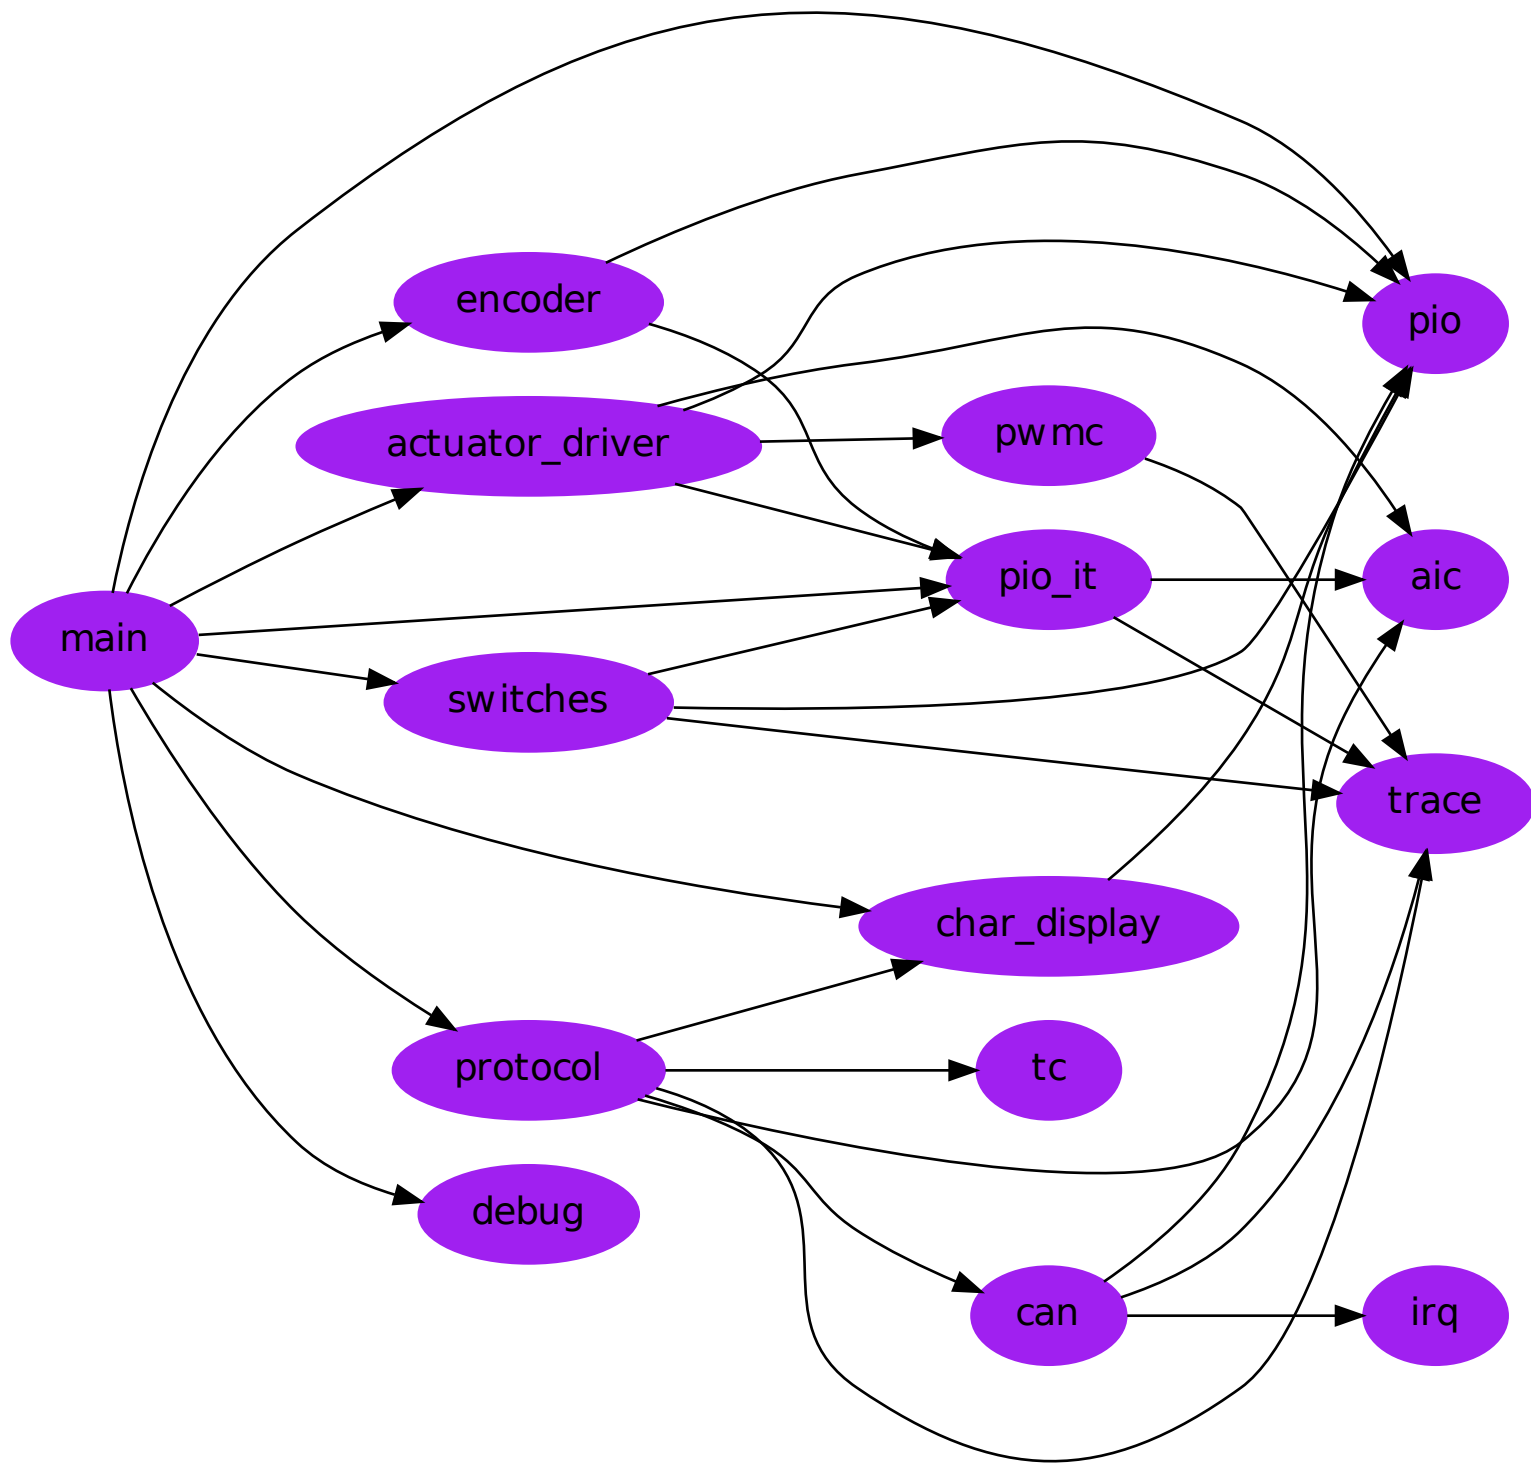 encoder
pio
actuator_driver
pwmc
pio_it
aic
main
switches
trace
char_display
protocol
tc
debug
can
irq